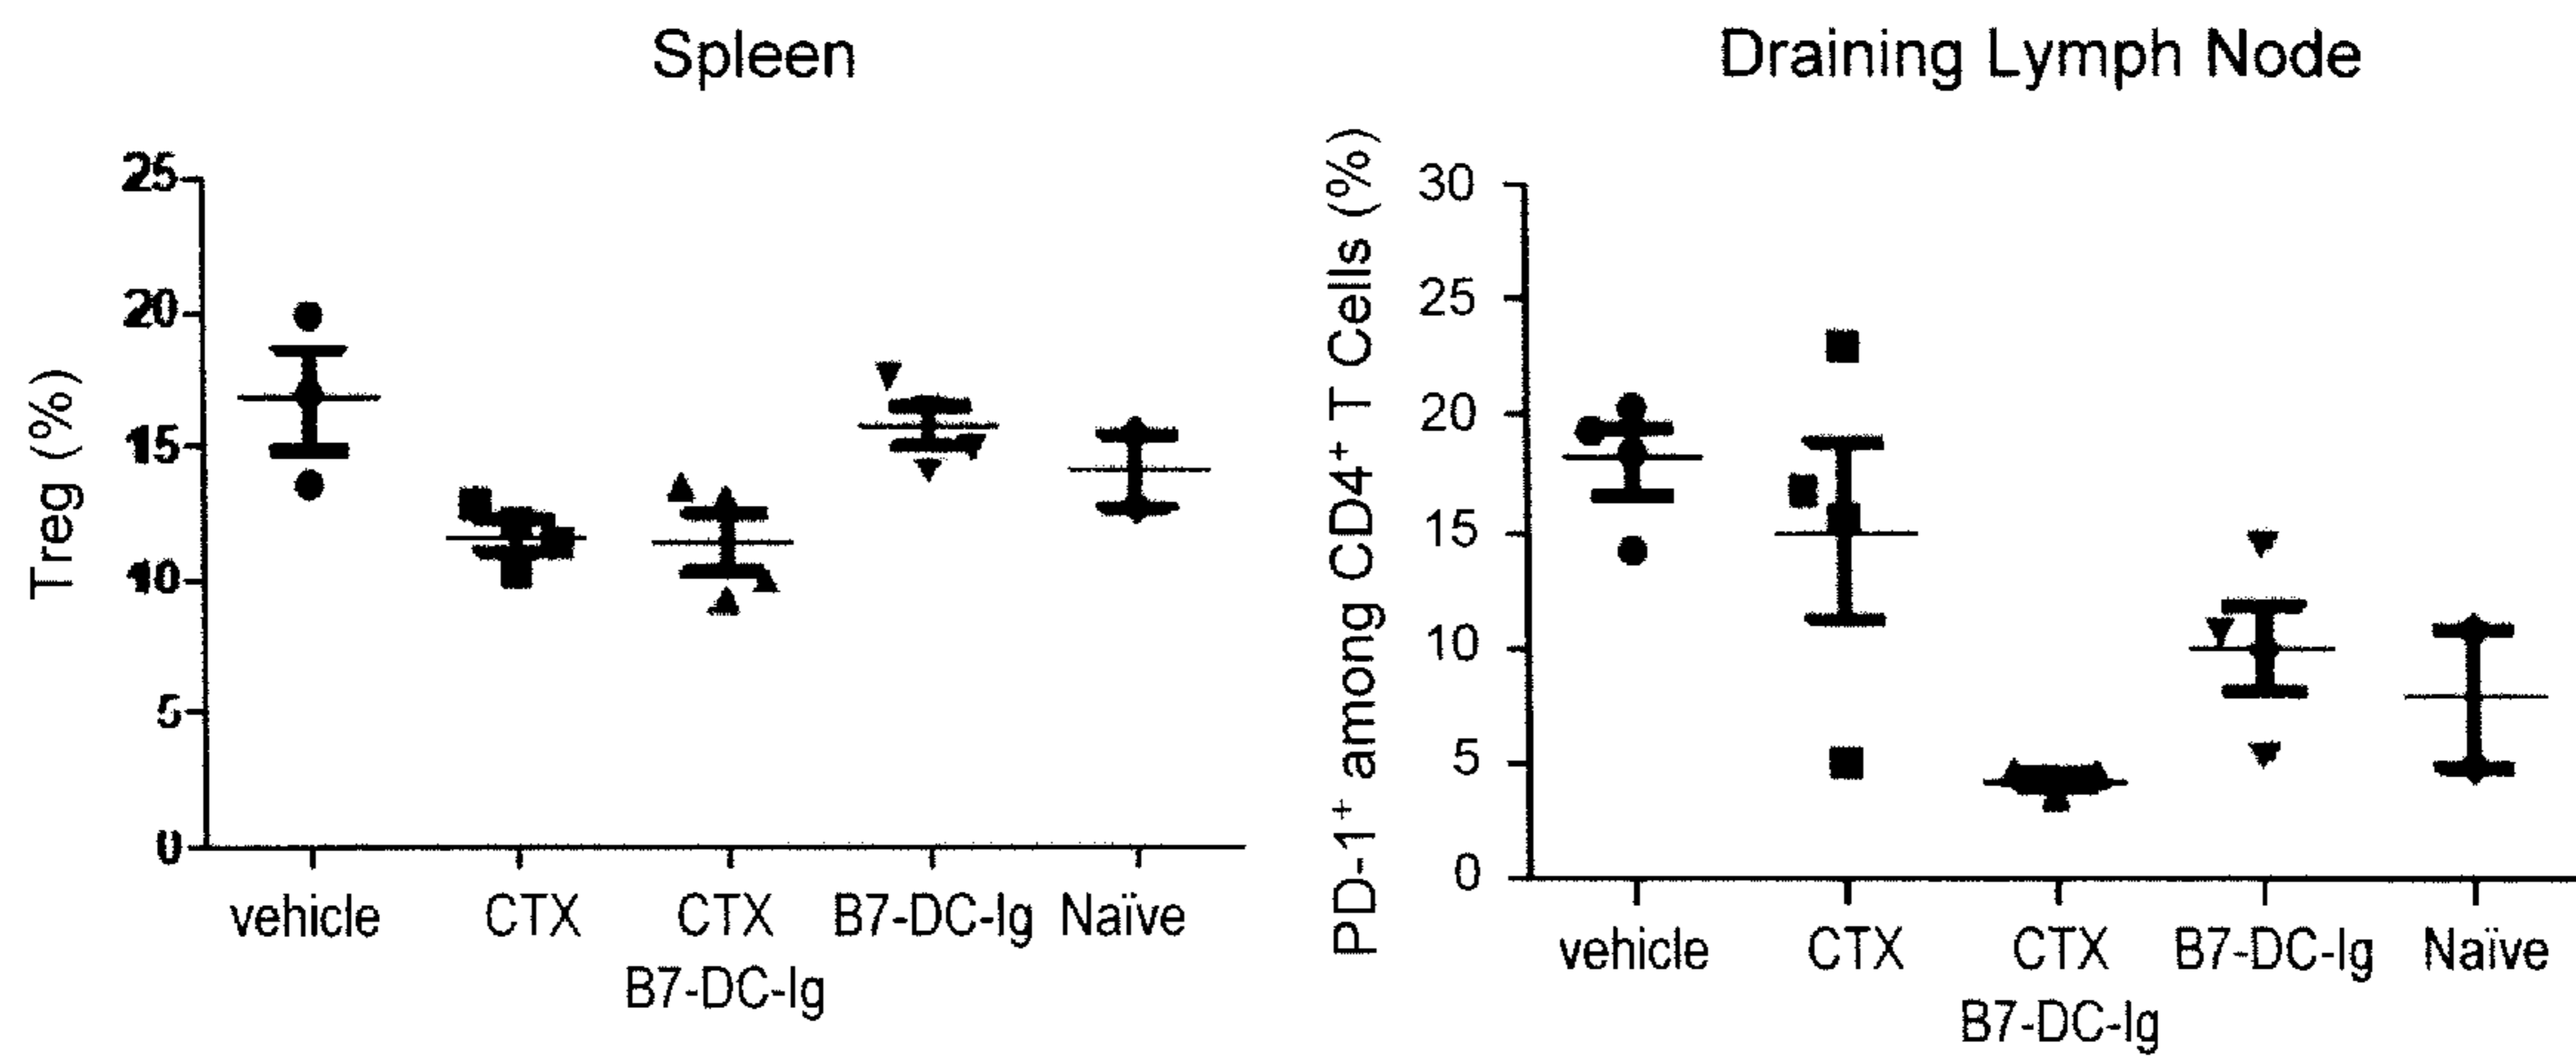 Spleen
Treg (%)
25
20
15
10
5
0
vehicle CTX CTX B7-DC-Ig Naïve
B7-DC-Ig
Draining Lymph Node
PD-1⁺ among CD4⁺ T Cells (%)
30
25
20
15
10
5
0
vehicle CTX CTX B7-DC-Ig Naïve
B7-DC-Ig